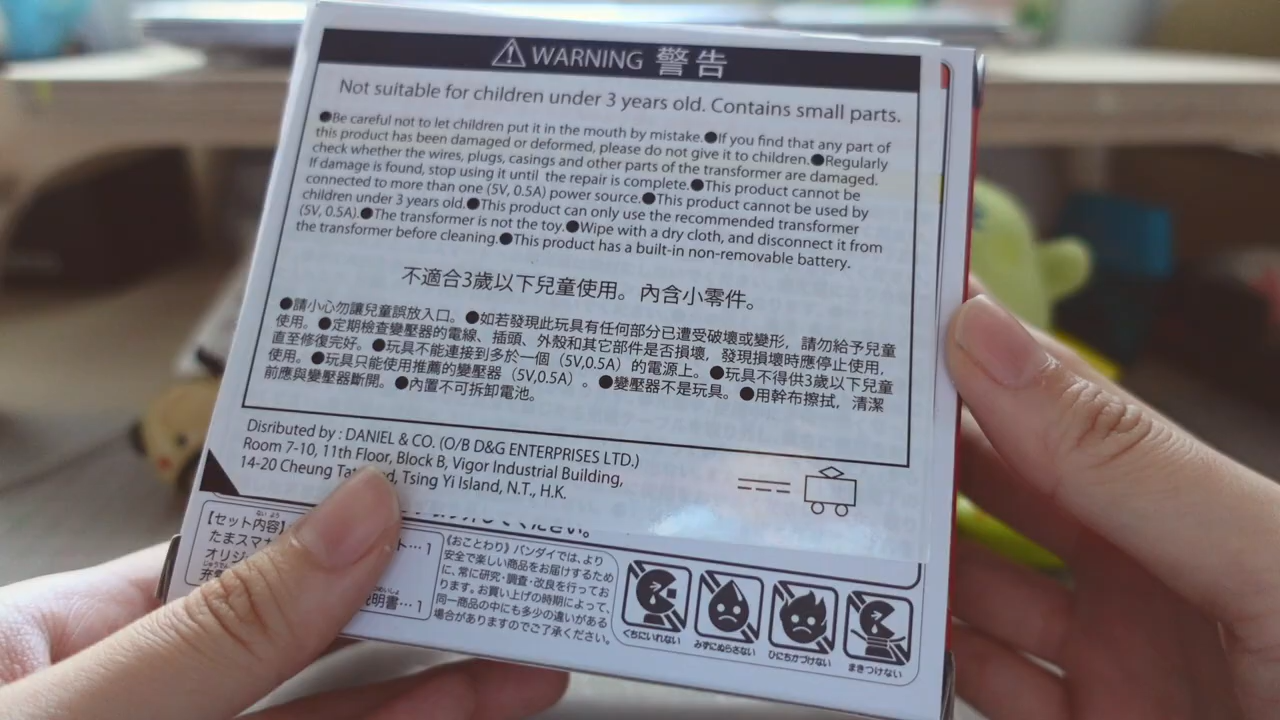 WARNING 警告
Not suitable for children under 3 years old. Contains small parts.
●Be careful not to let children put it in the mouth by mistake.●If you find that any part of
this product has been damaged or deformed, please do not give it to children.●Regularly
check whether the wires, plugs, casings and other parts of the transformer are damaged.
If damage is found, stop using it until the repair is complete.●This product cannot be
connected to more than one (5V, 0.5A) power source.●This product cannot be used by
children under 3 years old.●This product can only use the recommended transformer
(5V, 0.5A).●The transformer is not the toy.●Wipe with a dry cloth, and disconnect it from
the transformer before cleaning.●This product has a built-in non-removable battery.
不適合3歲以下兒童使用。內含小零件。
●請小心勿讓兒童誤放入口。●如若發現此玩具有任何部分已遭受破壞或變形，請勿給予兒童
使用。●定期檢查變壓器的電線、插頭、外殼和其它部件是否損壞，發現損壞時應停止使用，
直至修復完好。●玩具不能連接到多於一個（5V,0.5A）的電源上。●玩具不得供3歲以下兒童
使用。●玩具只能使用推薦的變壓器（5V,0.5A）。●變壓器不是玩具。●用幹布擦拭，清潔
前應與變壓器斷開。●內置不可拆卸電池。
Disributed by : DANIEL & CO. (O/B D&G ENTERPRISES LTD.)
Room 7-10, 11th Floor, Block B, Vigor Industrial Building,
14-20 Cheung Tat d, Tsing Yi Island, N.T., H.K.
ください。
【セット内容】
たまスマカ ト…1
オリジ
充 説明書…1
《おことわり》バンダイでは、より
安全で楽しい商品をお届けするため
に、常に研究・調査・改良を行ってお
ります。お買い上げの時期によって、
同一商品の中にも多少の違いがある
場合がありますのでご了承ください。
くちにいれない みずにぬらさない ひにちかづけない まきつけない